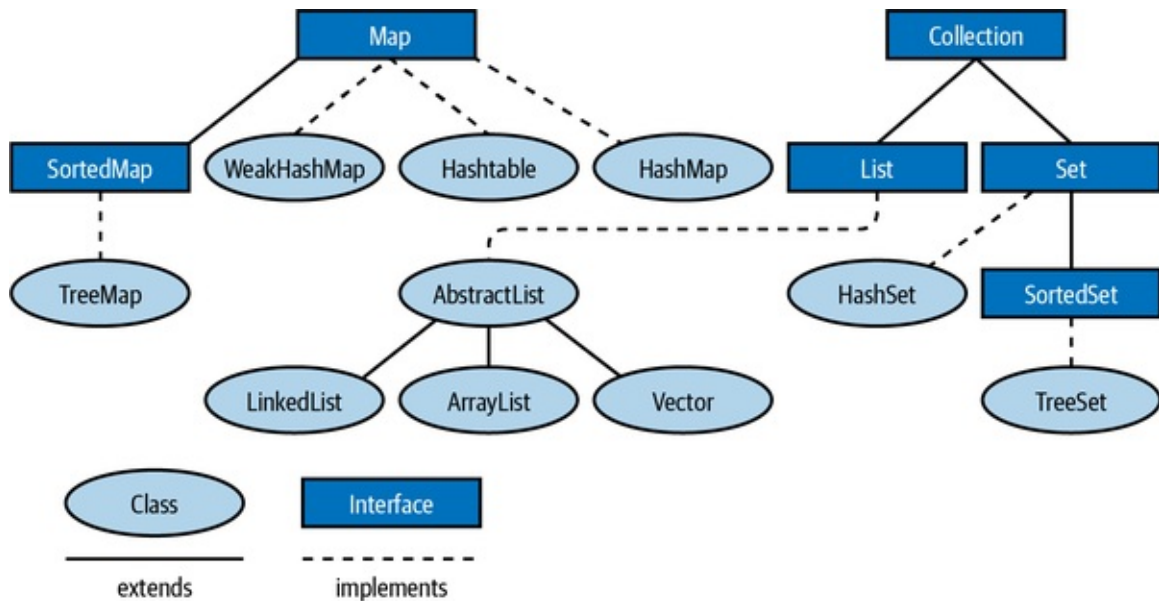 Map
Collection
SortedMap
WeakHashMap
Hashtable
HashMap
List
Set
TreeMap
AbstractList
HashSet
SortedSet
LinkedList
ArrayList
Vector
TreeSet
Class
Interface
extends
implements